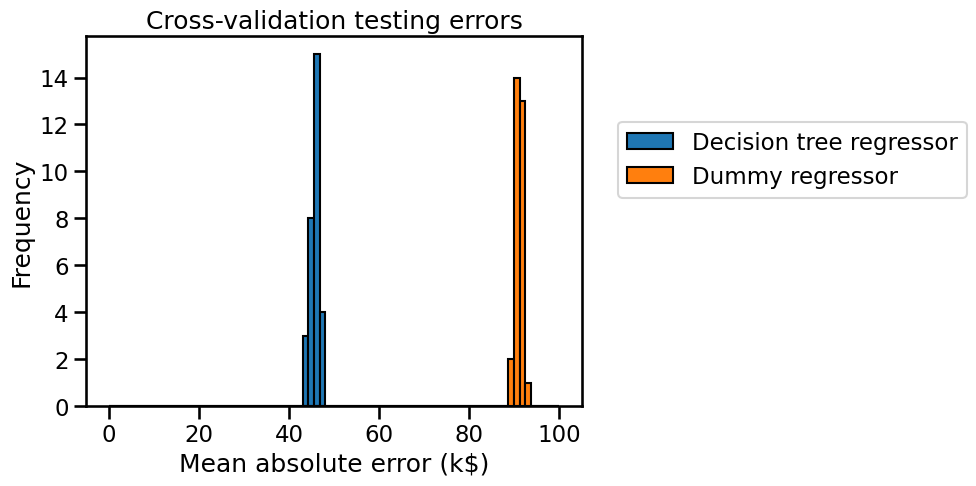 Cross-validation testing errors
Frequency
14
12
10
8
6
4
2
0
0 20 40 60 80 100
Mean absolute error (k$)
Decision tree regressor
Dummy regressor